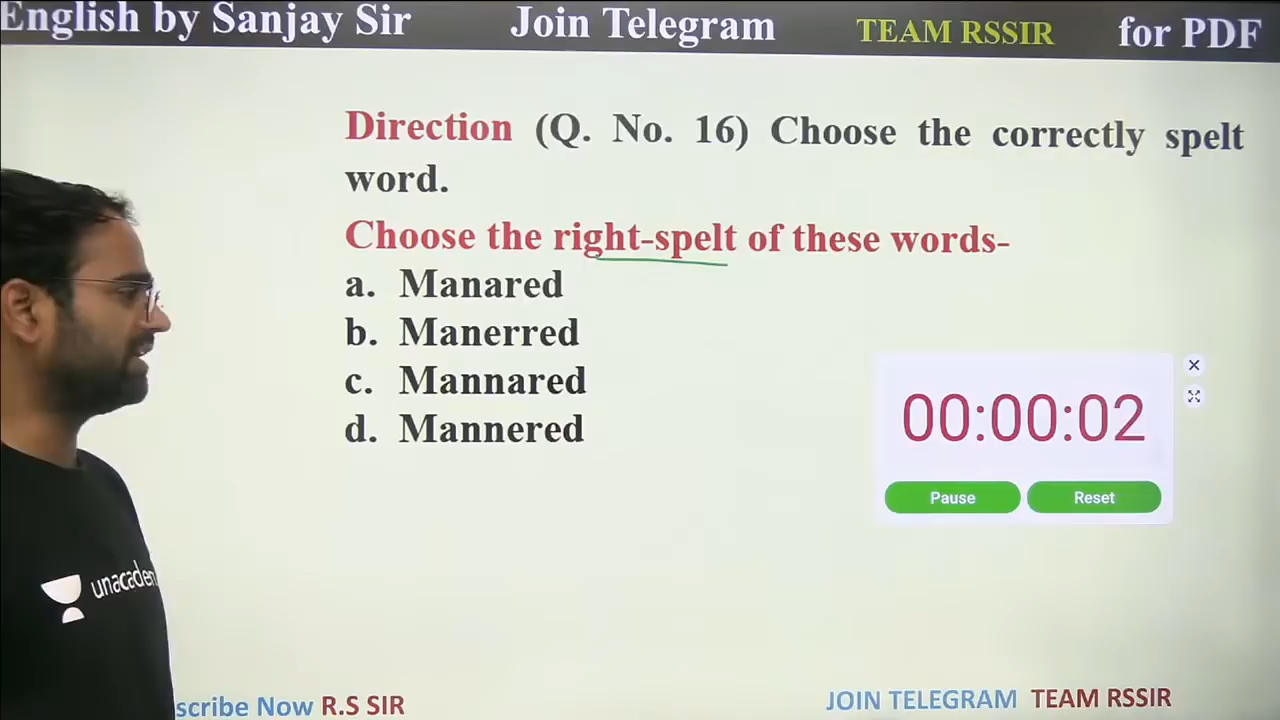 English by Sanjay Sir Join Telegram TEAM RSSIR for PDF
Direction (Q. No. 16) Choose the correctly spelt
word.
Choose the right-spelt of these words-
a. Manared
b. Manerred
c. Mannared
d. Mannered
00:00:02
Pause Reset
unacade
scribe Now R.S SIR
JOIN TELEGRAM TEAM RSSIR